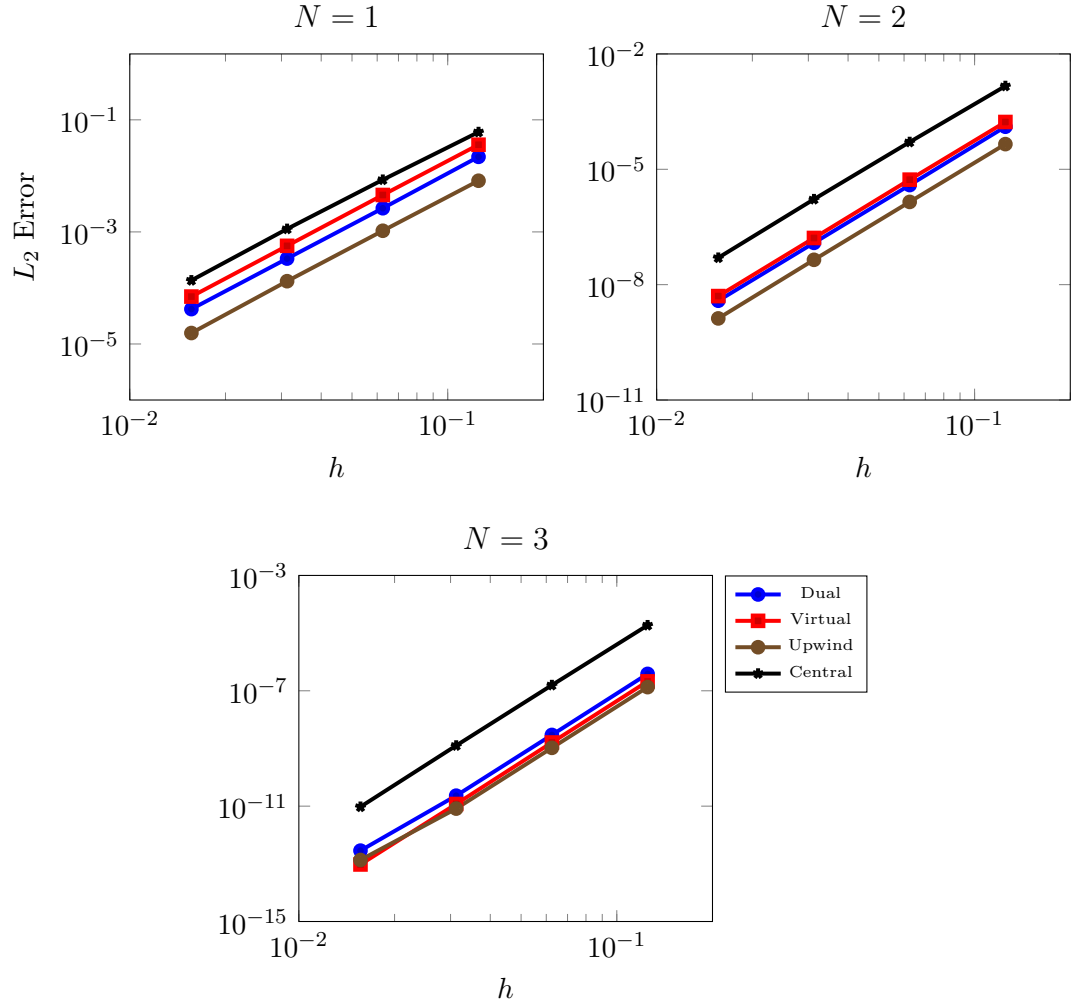 N = 1
10⁻¹
10⁻³
10⁻⁵
L₂ Error
10⁻²
10⁻¹
h
N = 2
10⁻²
10⁻⁵
10⁻⁸
10⁻¹¹
10⁻²
10⁻¹
h
N = 3
10⁻³
10⁻⁷
10⁻¹¹
10⁻¹⁵
10⁻²
10⁻¹
h
Dual
Virtual
Upwind
Central